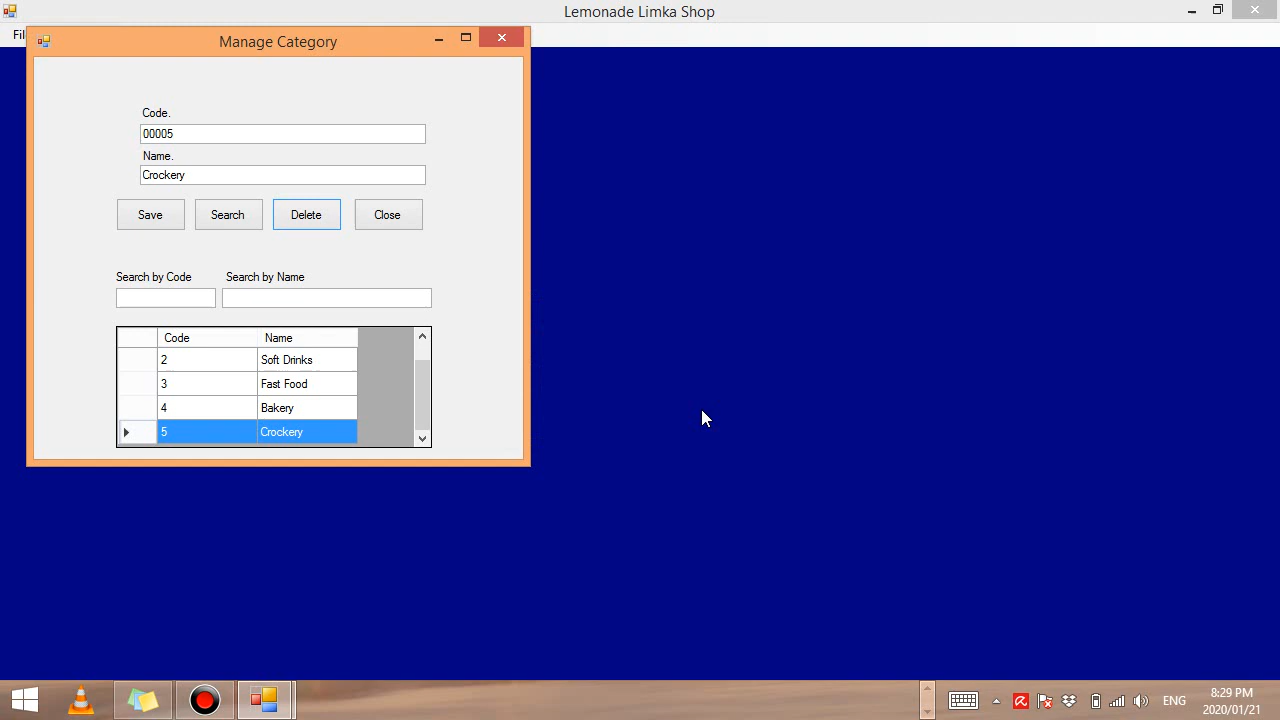 Lemonade Limka Shop
Fil
Manage Category
Code.
00005
Name.
Crockery
Save Search Delete Close
Search by Code Search by Name
Code Name
2 Soft Drinks
3 Fast Food
4 Bakery
5 Crockery
ENG 8:29 PM
2020/01/21